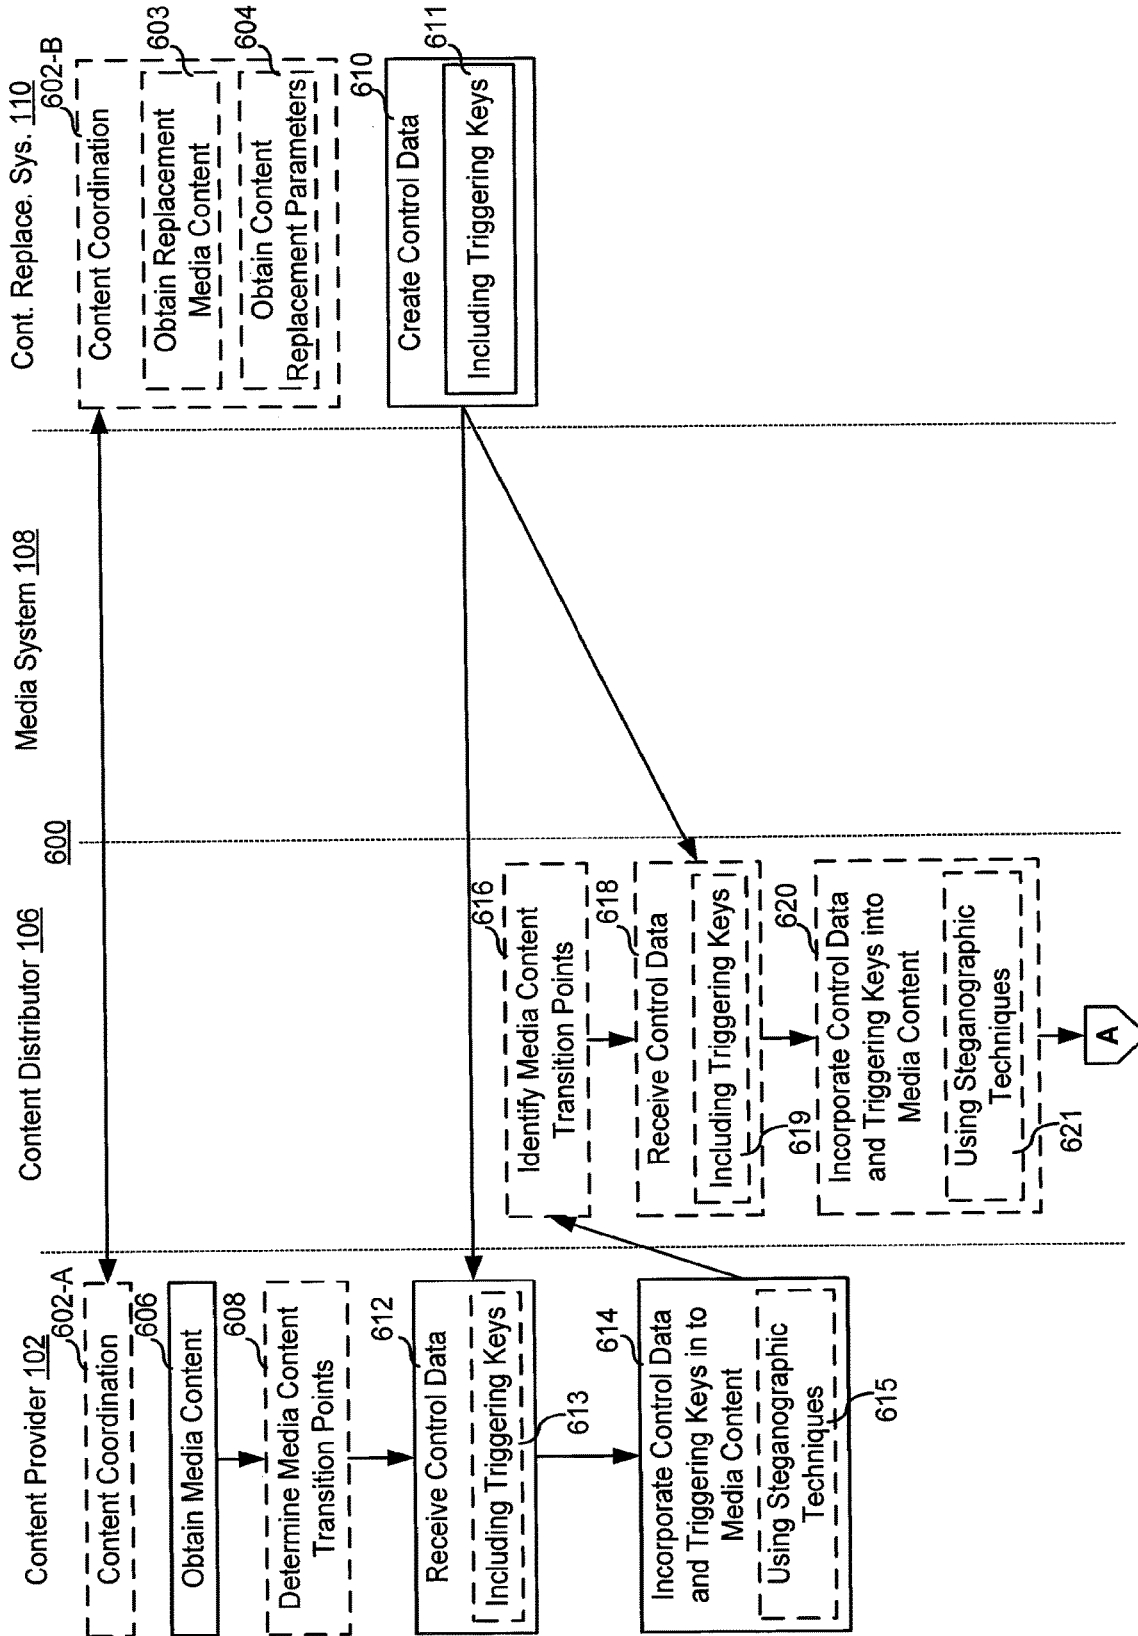 600
Content Provider 102
Content Distributor 106
Media System 108
Cont. Replace. Sys. 110
602-A
Content Coordination
606
Obtain Media Content
608
Determine Media Content
Transition Points
612
Receive Control Data
Including Triggering Keys
613
614
Incorporate Control Data
and Triggering Keys in to
Media Content
Using Steganographic
Techniques
615
616
Identify Media Content
Transition Points
618
Receive Control Data
Including Triggering Keys
619
620
Incorporate Control Data
and Triggering Keys into
Media Content
Using Steganographic
Techniques
621
A
602-B
Content Coordination
603
Obtain Replacement
Media Content
604
Obtain Content
Replacement Parameters
610
Create Control Data
611
Including Triggering Keys